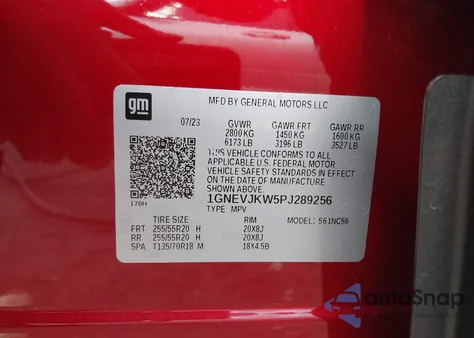 gm
MFD BY GENERAL MOTORS LLC
07/23 GVWR GAWR FRT GAWR RR
2800 KG 1450 KG 1600 KG
6173 LB 3196 LB 3527 LB
THIS VEHICLE CONFORMS TO ALL
APPLICABLE U.S. FEDERAL MOTOR
VEHICLE SAFETY STANDARDS IN EFFECT
ON THE DATE OF MANUFACTURE
SHOWN ABOVE.
1GNEVJKW5PJ289256
170H TYPE: MPV MODEL: 561NC56
TIRE SIZE RIM
FRT 255/55R20 H 20X8J
RR 255/55R20 H 20X8J
SPA T135/70R18 M 18X4.5B
autoSnap